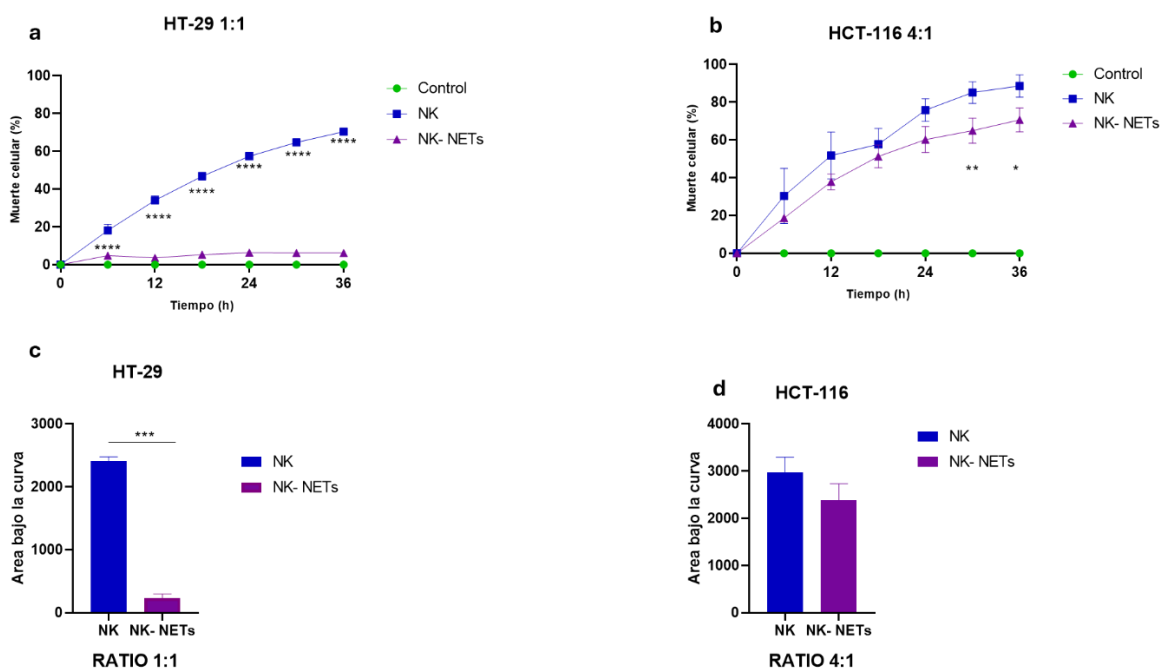 a
HT-29 1:1
Muerte celular (%)
100
80
60
40
20
0
****
****
****
****
****
****
0
12
24
36
Tiempo (h)
Control
NK
NK- NETs
b
HCT-116 4:1
Muerte celular (%)
100
80
60
40
20
0
**
*
0
12
24
36
Tiempo (h)
Control
NK
NK- NETs
c
HT-29
Area bajo la curva
3000
2000
1000
0
***
NK
NK- NETs
RATIO 1:1
NK
NK- NETs
d
HCT-116
Area bajo la curva
4000
3000
2000
1000
0
NK
NK- NETs
RATIO 4:1
NK
NK- NETs